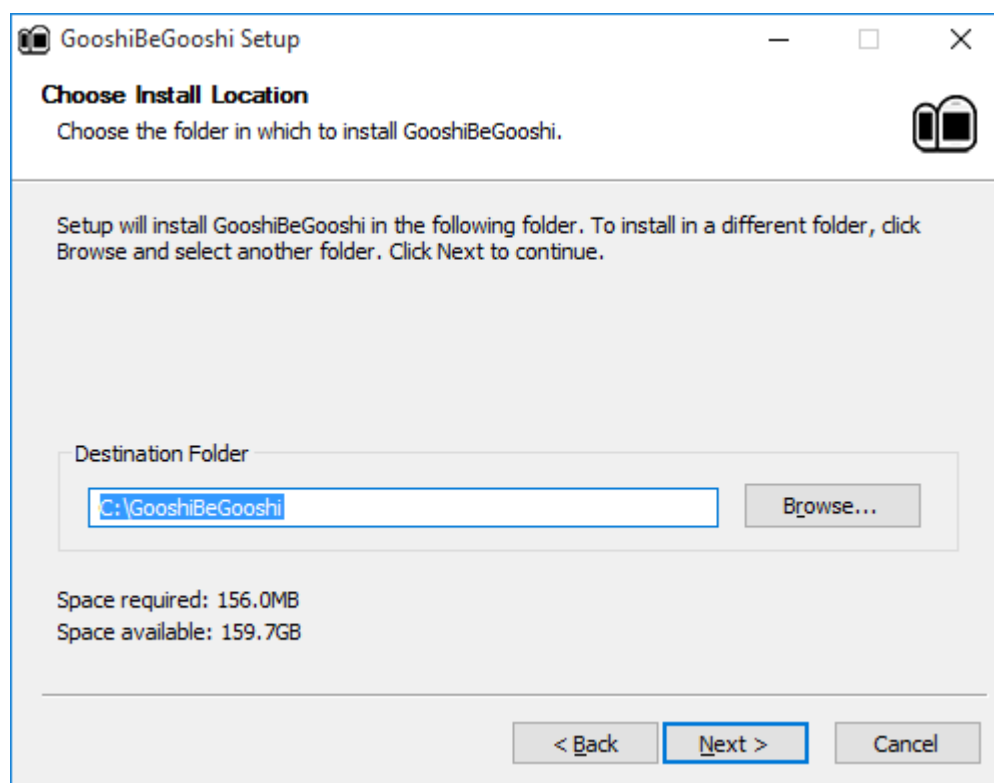 GooshiBeGooshi Setup
Choose Install Location
Choose the folder in which to install GooshiBeGooshi.
Setup will install GooshiBeGooshi in the following folder. To install in a different folder, click
Browse and select another folder. Click Next to continue.
Destination Folder
C:\GooshiBeGooshi
Browse...
Space required: 156.0MB
Space available: 159.7GB
< Back
Next >
Cancel